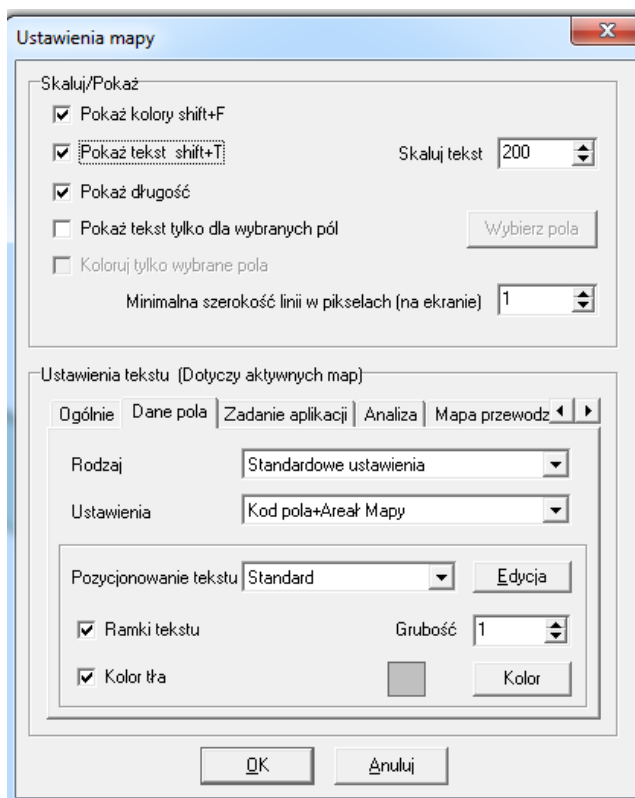 Ustawienia mapy
Skaluj/Pokaż
Pokaż kolory shift+F
Pokaż tekst shift+T Skaluj tekst 200
Pokaż długość
Pokaż tekst tylko dla wybranych pól Wybierz pola
Koloruj tylko wybrane pola
Minimalna szerokość linii w pikselach (na ekranie) 1
Ustawienia tekstu (Dotyczy aktywnych map)
Ogólnie Dane pola Zadanie aplikacji Analiza Mapa przewodz
Rodzaj Standardowe ustawienia
Ustawienia Kod pola+Areał Mapy
Pozycjonowanie tekstu Standard Edycja
Ramki tekstu Grubość 1
Kolor tła Kolor
OK Anuluj